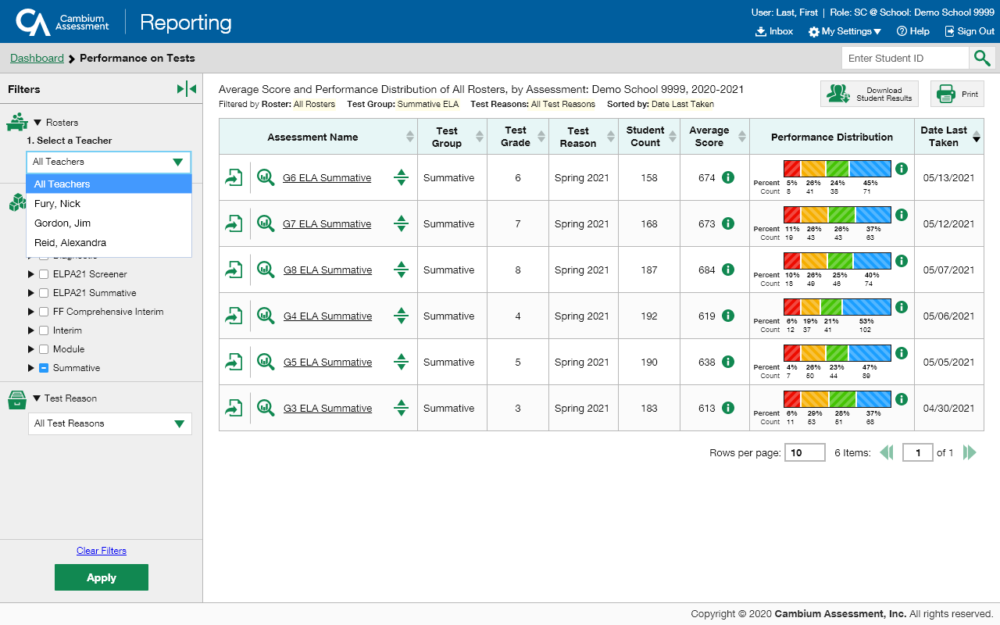 Cambium Assessment
Reporting
User: Last, First | Role: SC @ School: Demo School 9999
Inbox My Settings Help Sign Out
Dashboard Performance on Tests
Enter Student ID
Filters
Rosters
1. Select a Teacher
All Teachers
All Teachers
Fury, Nick
Gordon, Jim
Reid, Alexandra
ELPA21 Screener
ELPA21 Summative
FF Comprehensive Interim
Interim
Module
Summative
Test Reason
All Test Reasons
Clear Filters
Apply
Average Score and Performance Distribution of All Rosters, by Assessment: Demo School 9999, 2020-2021
Filtered by Roster: All Rosters Test Group: Summative ELA Test Reasons: All Test Reasons Sorted by: Date Last Taken
Download Student Results
Print
Assessment Name Test Group Test Grade Test Reason Student Count Average Score Performance Distribution Date Last Taken
G6 ELA Summative Summative 6 Spring 2021 158 674 05/13/2021
Percent 5% 26% 24% 45%
Count 8 41 38 71
G7 ELA Summative Summative 7 Spring 2021 168 673 05/12/2021
Percent 11% 26% 26% 37%
Count 19 43 43 63
G8 ELA Summative Summative 8 Spring 2021 187 684 05/07/2021
Percent 10% 26% 25% 40%
Count 18 49 46 74
G4 ELA Summative Summative 4 Spring 2021 192 619 05/06/2021
Percent 6% 19% 21% 53%
Count 12 37 41 102
G5 ELA Summative Summative 5 Spring 2021 190 638 05/05/2021
Percent 4% 26% 23% 47%
Count 7 50 44 89
G3 ELA Summative Summative 3 Spring 2021 183 613 04/30/2021
Percent 6% 29% 28% 37%
Count 11 53 51 68
Rows per page: 10 6 Items: 1 of 1
Copyright © 2020 Cambium Assessment, Inc. All rights reserved.